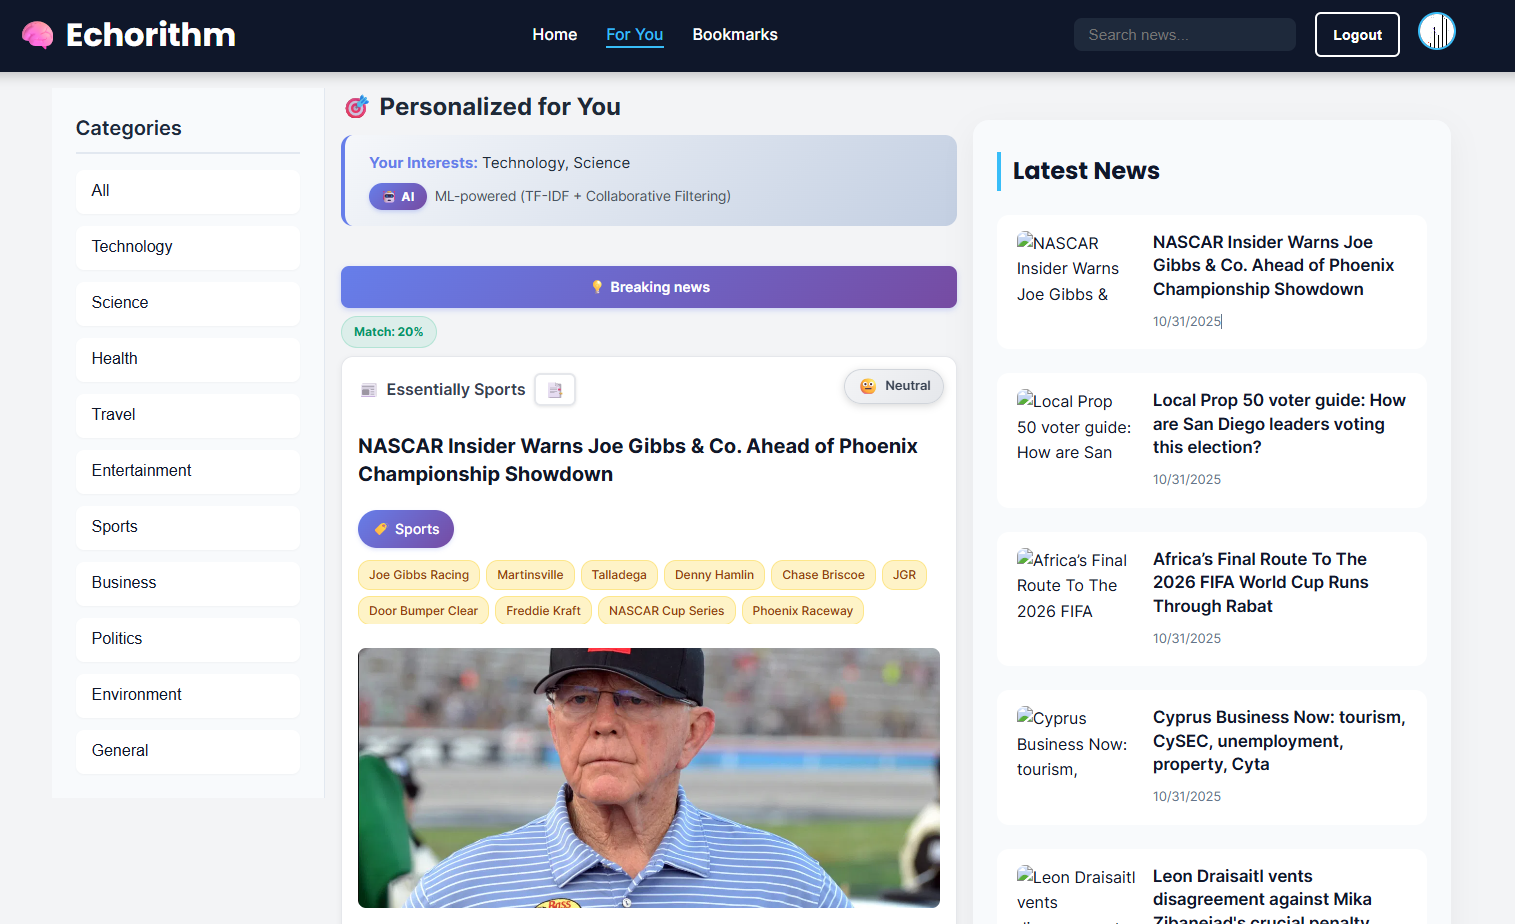 Echorithm
Home
For You
Bookmarks
Search news...
Logout
Categories
All
Technology
Science
Health
Travel
Entertainment
Sports
Business
Politics
Environment
General
Personalized for You
Your Interests: Technology, Science
AI ML-powered (TF-IDF + Collaborative Filtering)
Breaking news
Match: 20%
Essentially Sports
Neutral
NASCAR Insider Warns Joe Gibbs & Co. Ahead of Phoenix
Championship Showdown
Sports
Joe Gibbs Racing Martinsville Talladega Denny Hamlin Chase Briscoe JGR
Door Bumper Clear Freddie Kraft NASCAR Cup Series Phoenix Raceway
Bass
Latest News
NASCAR
Insider Warns
Joe Gibbs &
NASCAR Insider Warns Joe
Gibbs & Co. Ahead of Phoenix
Championship Showdown
10/31/2025
Local Prop
50 voter guide:
How are San
Local Prop 50 voter guide: How
are San Diego leaders voting
this election?
10/31/2025
Africa’s Final
Route To The
2026 FIFA
Africa’s Final Route To The
2026 FIFA World Cup Runs
Through Rabat
10/31/2025
Cyprus
Business Now:
tourism,
Cyprus Business Now: tourism,
CySEC, unemployment,
property, Cyta
10/31/2025
Leon Draisaitl
vents
Leon Draisaitl vents
disagreement against Mika
Zibanejad's crucial penalty